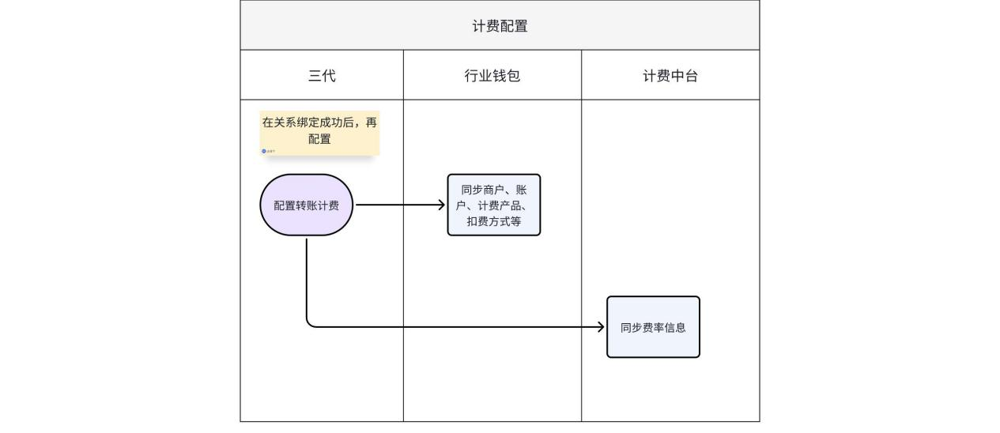 计费配置
三代
行业钱包
计费中台
在关系绑定成功后，再
配置
配置转账计费
同步商户、账
户、计费产品、
扣费方式等
同步费率信息